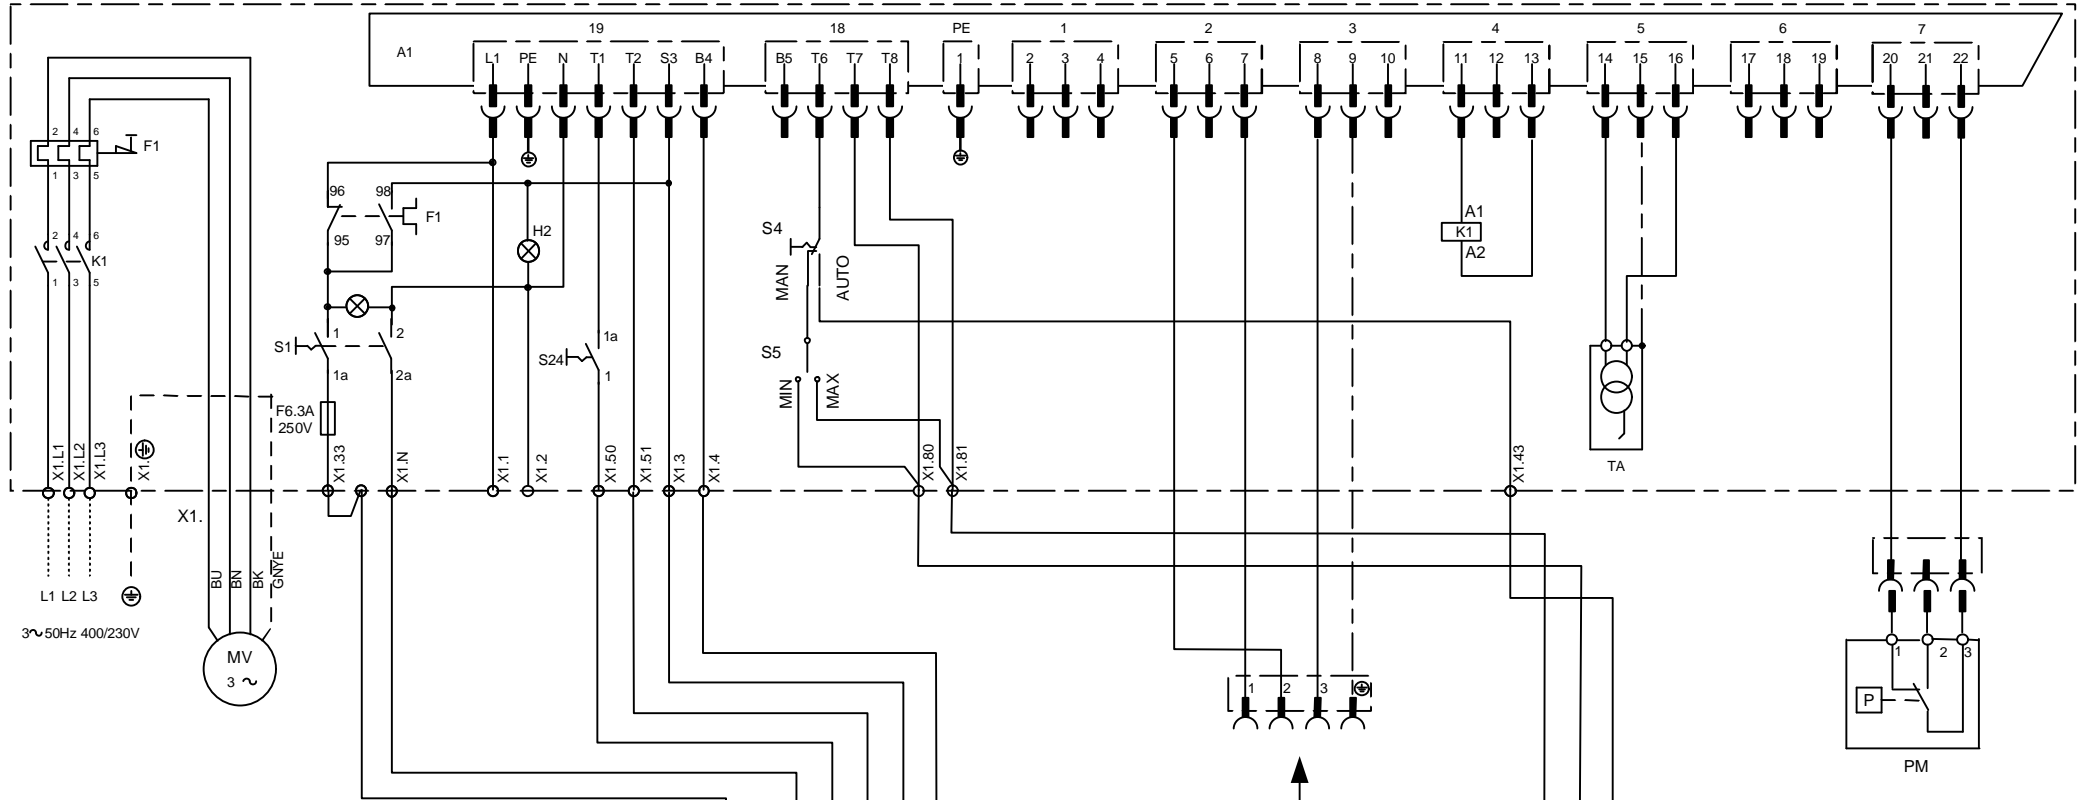 19 18 PE 1 2 3 4 5 6 7
A1
L1 PE N T1 T2 S3 B4 B5 T6 T7 T8 1 2 3 4 5 6 7 8 9 10 11 12 13 14 15 16 17 18 19 20 21 22
2 4 6
F1
1 3 5
96 98
F1
95 97
H2
S4
MAN
AUTO
A1
K1
A2
2 4 6
K1
1 3 5
1 2
S1
1a 2a
1a
S24
1
S5
MIN
MAX
F6.3A
250V
TA
X1.L1
X1.L2
X1.L3
X1.
X1.33
X1.N
X1.1
X1.2
X1.50
X1.51
X1.3
X1.4
X1.80
X1.81
X1.43
X1.
BU
BN
BK
GNYE
L1 L2 L3
3~50Hz 400/230V
MV
3 ~
1 2 3
1 2 3
P
PM